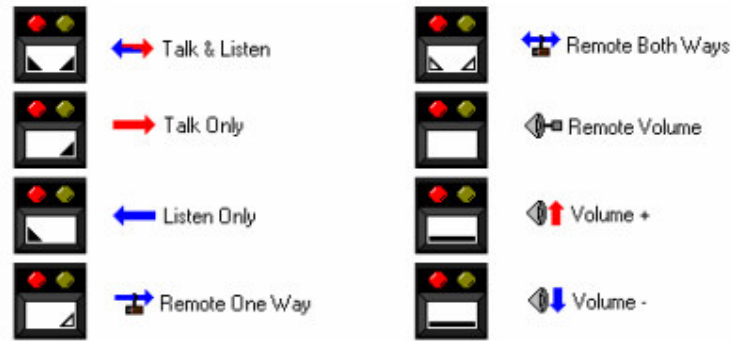 Talk & Listen
Talk Only
Listen Only
Remote One Way
Remote Both Ways
Remote Volume
Volume +
Volume -